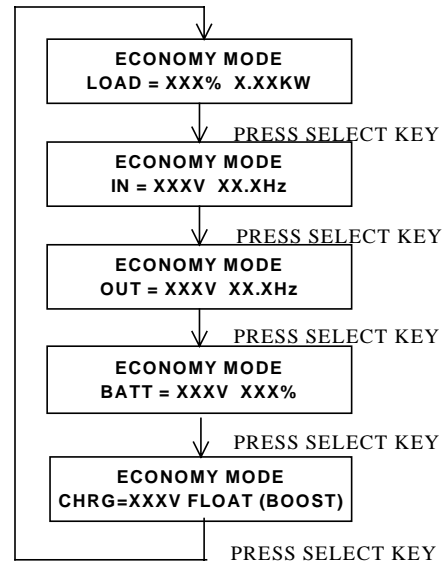 ECONOMY MODE
LOAD = XXX% X.XXKW
PRESS SELECT KEY
ECONOMY MODE
IN = XXXV XX.XHz
PRESS SELECT KEY
ECONOMY MODE
OUT = XXXV XX.XHz
PRESS SELECT KEY
ECONOMY MODE
BATT = XXXV XXX%
PRESS SELECT KEY
ECONOMY MODE
CHRG=XXXV FLOAT (BOOST)
PRESS SELECT KEY